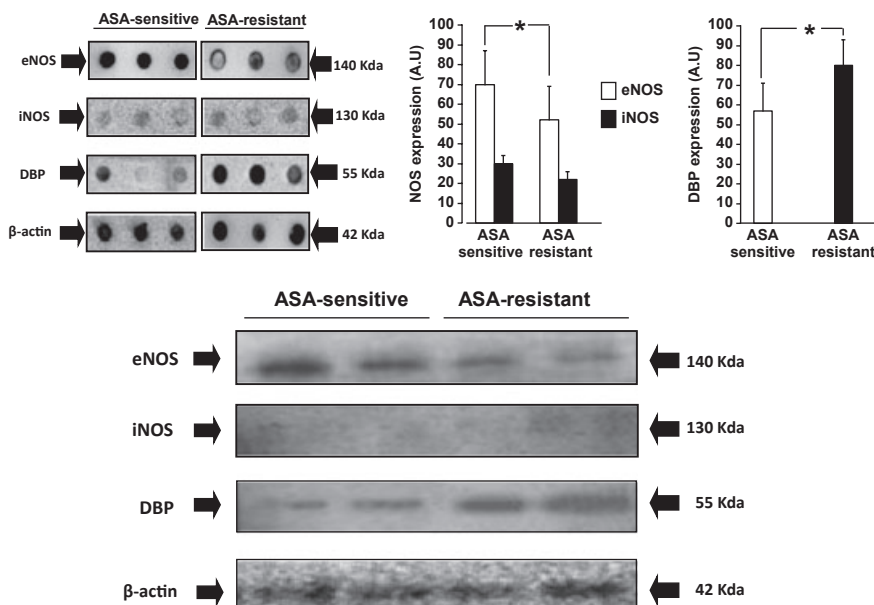 ASA-sensitive ASA-resistant
eNOS 140 Kda
iNOS 130 Kda
DBP 55 Kda
β-actin 42 Kda
NOS expression (A.U)
100
90
80
70
60
50
40
30
20
10
0
*
eNOS
iNOS
ASA sensitive
ASA resistant
DBP expression (A.U)
100
90
80
70
60
50
40
30
20
10
0
*
ASA sensitive
ASA resistant
ASA-sensitive ASA-resistant
eNOS 140 Kda
iNOS 130 Kda
DBP 55 Kda
β-actin 42 Kda